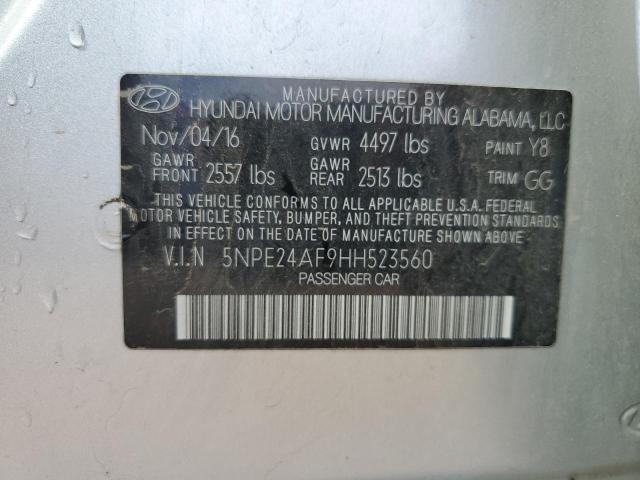 MANUFACTURED BY
HYUNDAI MOTOR MANUFACTURING ALABAMA, LLC
Nov/04/16 GVWR 4497 lbs PAINT Y8
GAWR FRONT 2557 lbs GAWR REAR 2513 lbs TRIM GG
THIS VEHICLE CONFORMS TO ALL APPLICABLE U.S.A. FEDERAL
MOTOR VEHICLE SAFETY, BUMPER, AND THEFT PREVENTION STANDARDS
IN EFFECT ON THE DATE OF MANUFACTURE SHOWN ABOVE.
V.I.N 5NPE24AF9HH523560
PASSENGER CAR